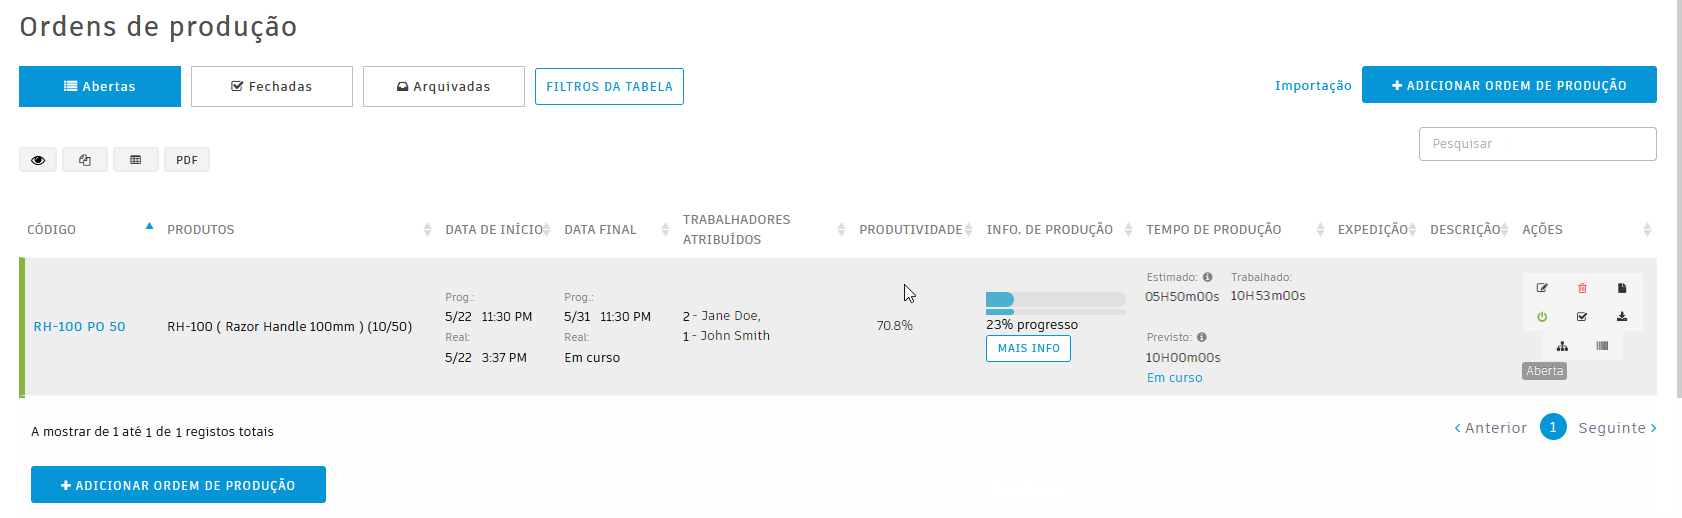 Ordens de produção
Abertas
Fechadas
Arquivadas
FILTROS DA TABELA
Importação
+ ADICIONAR ORDEM DE PRODUÇÃO
Pesquisar
PDF
CÓDIGO
PRODUTOS
DATA DE INÍCIO
DATA FINAL
TRABALHADORES
ATRIBUÍDOS
PRODUTIVIDADE
INFO. DE PRODUÇÃO
TEMPO DE PRODUÇÃO
EXPEDIÇÃO
DESCRIÇÃO
AÇÕES
RH-100 PO 50
RH-100 ( Razor Handle 100mm ) (10/50)
Prog.:
5/22 11:30 PM
Real:
5/22 3:37 PM
Prog.:
5/31 11:30 PM
Real:
Em curso
2 - Jane Doe,
1 - John Smith
70.8%
23% progresso
MAIS INFO
Estimado:
05H50m00s
Trabalhado:
10H53m00s
Previsto:
10H00m00s
Em curso
Aberta
A mostrar de 1 até 1 de 1 registos totais
‹ Anterior
1
Seguinte ›
+ ADICIONAR ORDEM DE PRODUÇÃO